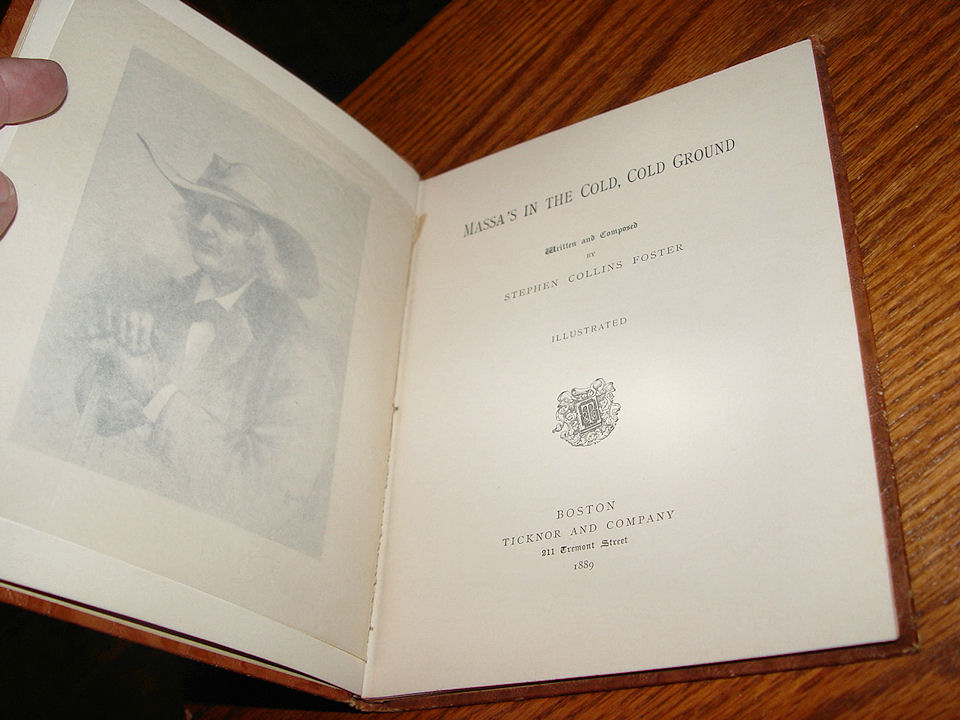 MASSA'S IN THE COLD, COLD GROUND
Written and Composed
BY
STEPHEN COLLINS FOSTER
ILLUSTRATED
BOSTON
TICKNOR AND COMPANY
211 Tremont Street
1889